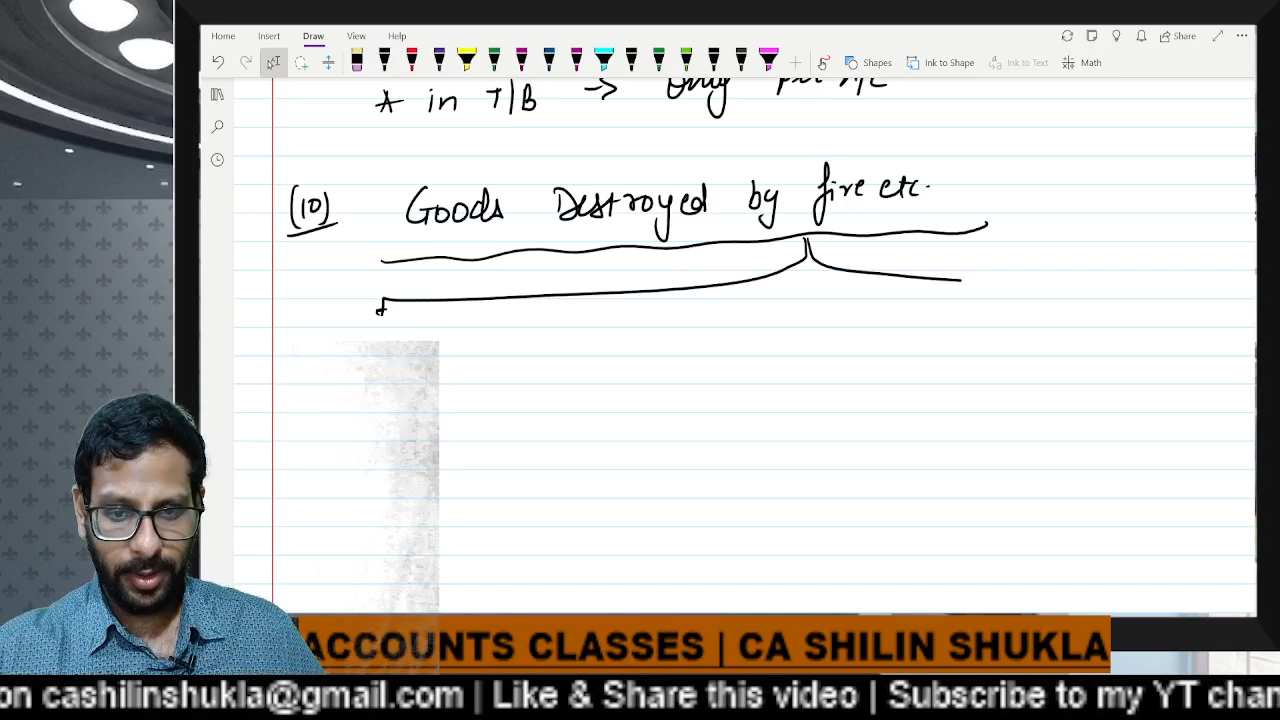 Home Insert Draw View Help Share
Shapes Ink to Shape Ink to Text Math
* in T/B → Only
(10) Goods Destroyed by fire etc.
ACCOUNTS CLASSES | CA SHILIN SHUKLA
on cashilinshukla@gmail.com | Like & Share this video | Subscribe to my YT chan